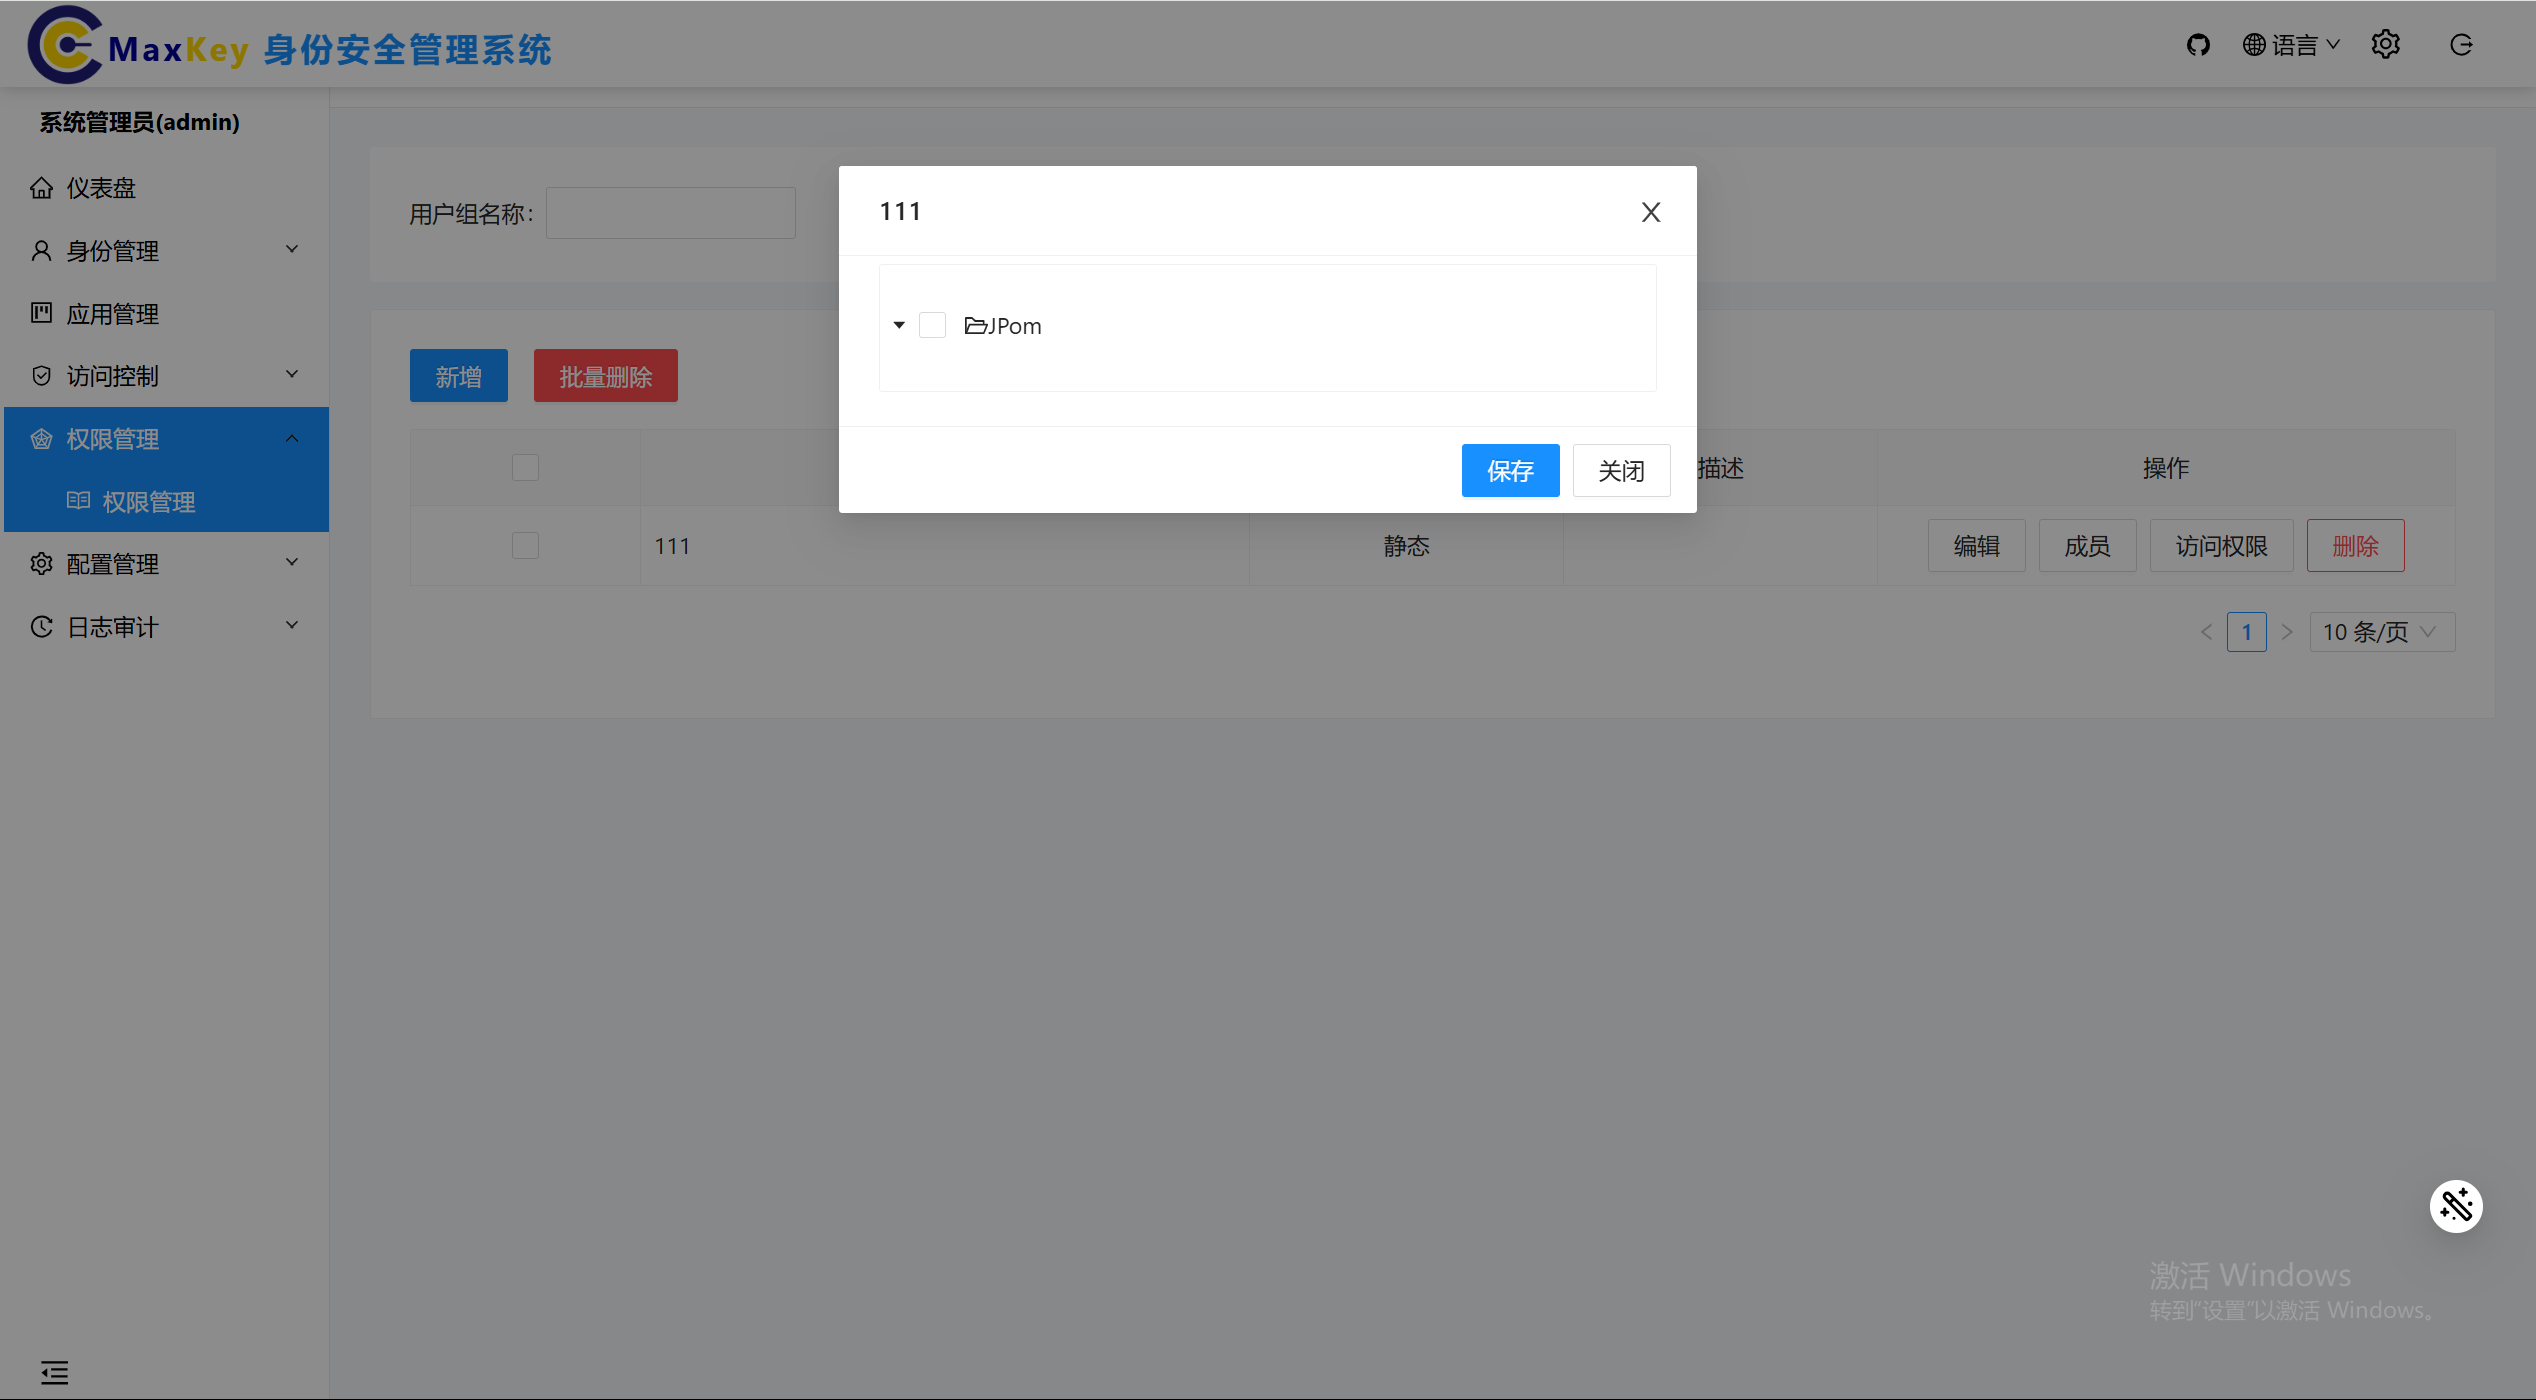 MaxKey 身份安全管理系统
语言
系统管理员(admin)
仪表盘
身份管理
应用管理
访问控制
权限管理
权限管理
配置管理
日志审计
用户组名称:
111
JPom
保存 关闭
新增 批量删除
描述 操作
111 静态 编辑 成员 访问权限 删除
1 10 条/页
激活 Windows
转到"设置"以激活 Windows。